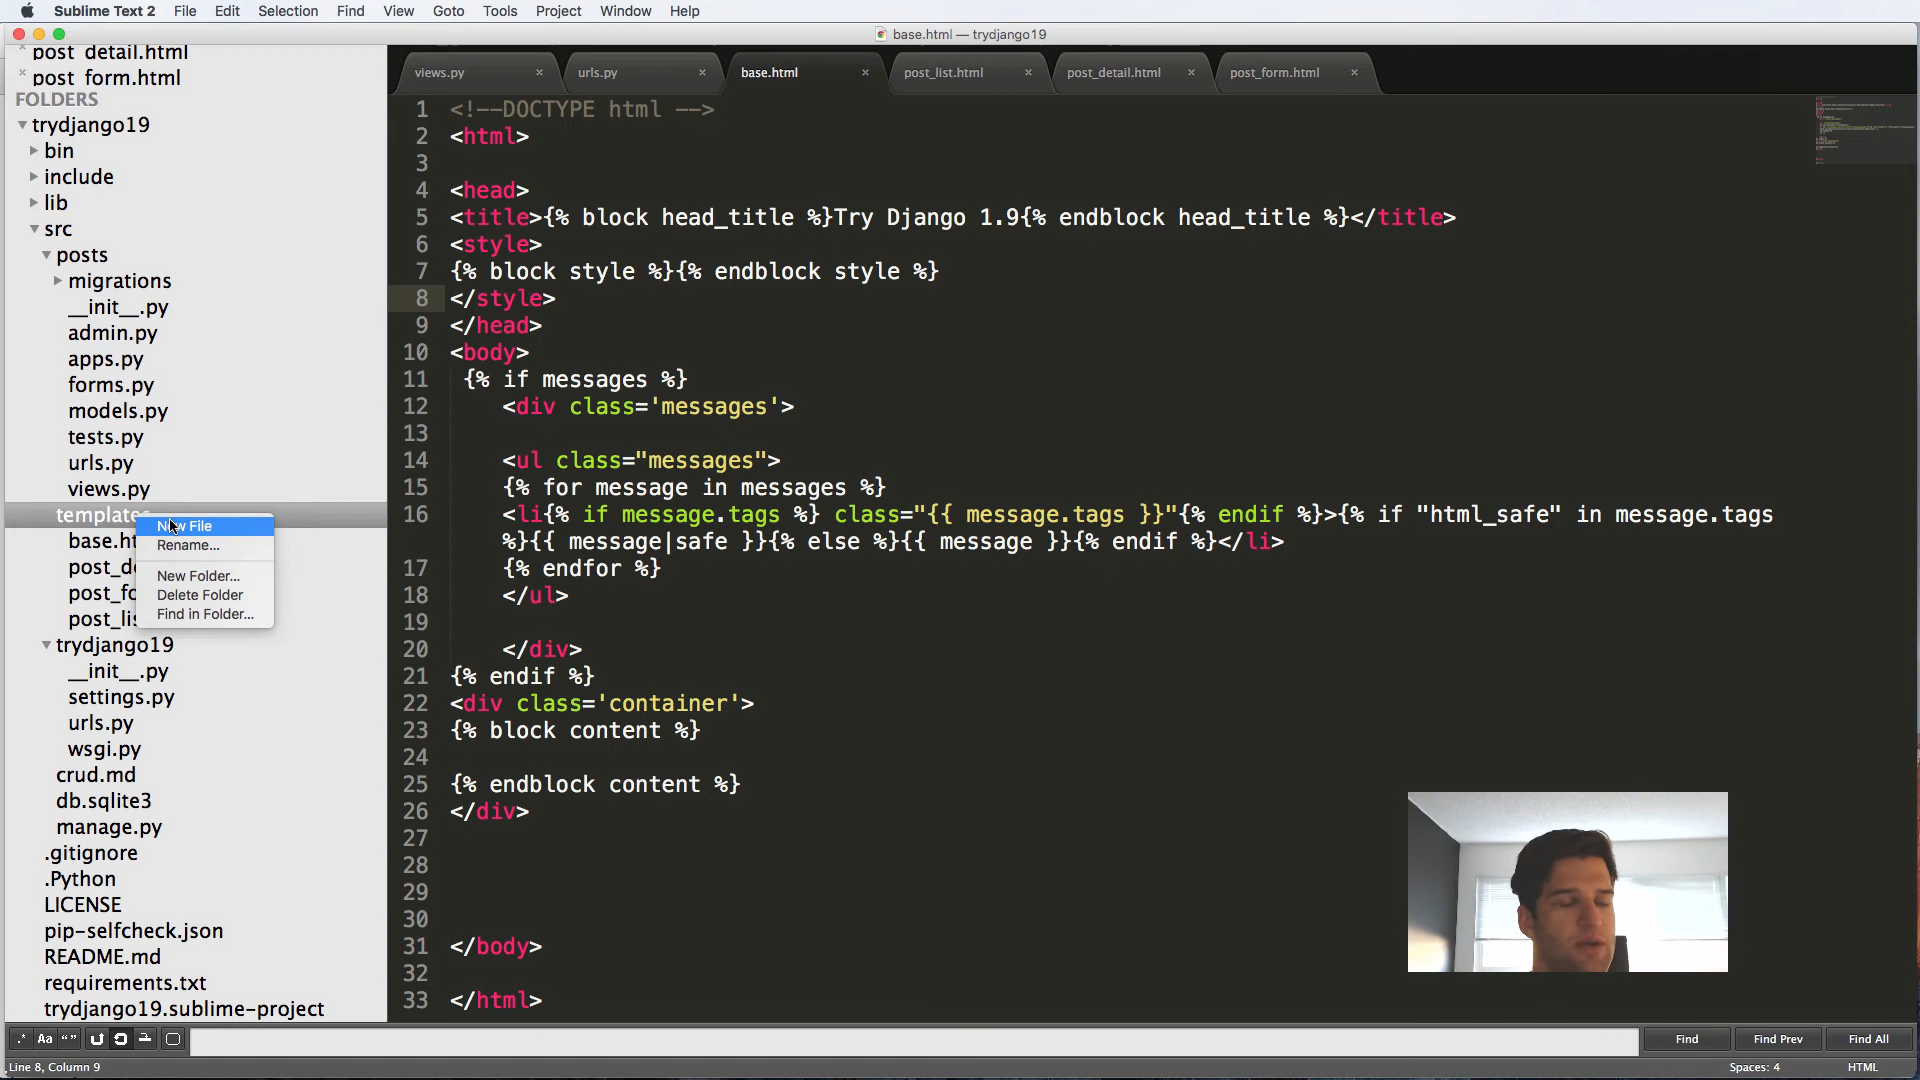 Sublime Text 2 File Edit Selection Find View Goto Tools Project Window Help
base.html — trydjango19
post_detail.html
post_form.html
FOLDERS
trydjango19
bin
include
lib
src
posts
migrations
__init__.py
admin.py
apps.py
forms.py
models.py
tests.py
urls.py
views.py
templates
base.ht
post_de
post_fo
post_lis
trydjango19
__init__.py
settings.py
urls.py
wsgi.py
crud.md
db.sqlite3
manage.py
.gitignore
.Python
LICENSE
pip-selfcheck.json
README.md
requirements.txt
trydjango19.sublime-project
New File
Rename...
New Folder...
Delete Folder
Find in Folder...
views.py × urls.py × base.html × post_list.html × post_detail.html × post_form.html ×
1 <!--DOCTYPE html -->
2 <html>
3
4 <head>
5 <title>{% block head_title %}Try Django 1.9{% endblock head_title %}</title>
6 <style>
7 {% block style %}{% endblock style %}
8 </style>
9 </head>
10 <body>
11 {% if messages %}
12 <div class='messages'>
13
14 <ul class="messages">
15 {% for message in messages %}
16 <li{% if message.tags %} class="{{ message.tags }}"{% endif %}>{% if "html_safe" in message.tags
%}{{ message|safe }}{% else %}{{ message }}{% endif %}</li>
17 {% endfor %}
18 </ul>
19
20 </div>
21 {% endif %}
22 <div class='container'>
23 {% block content %}
24
25 {% endblock content %}
26 </div>
27
28
29
30
31 </body>
32
33 </html>
.* Aa “ ”
Find Find Prev Find All
Line 8, Column 9 Spaces: 4 HTML